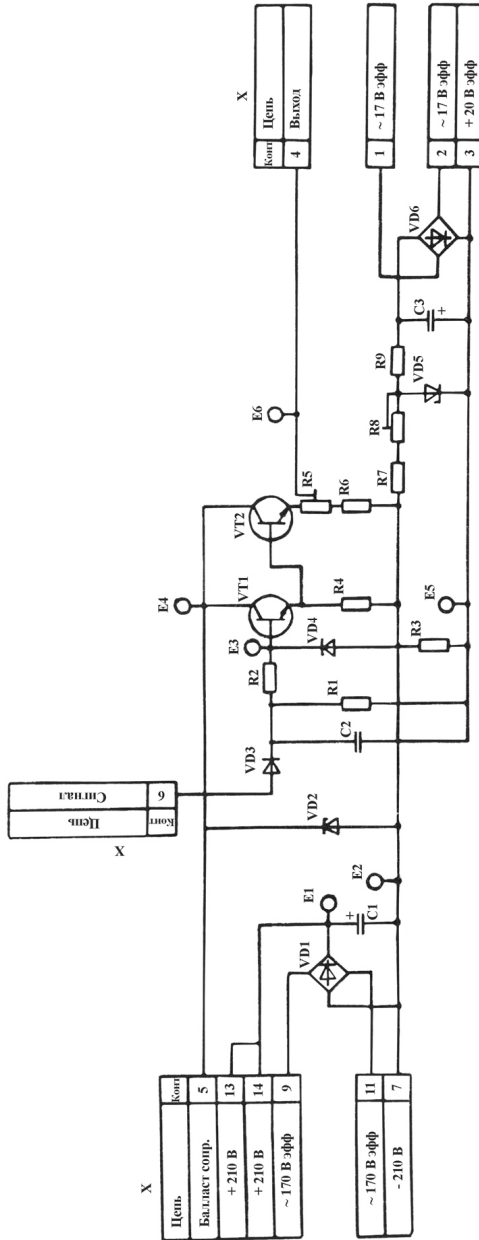 X
Конт Цепь
4 Выход
1 ~ 17 В эфф
2 ~ 17 В эфф
3 + 20 В эфф
VD6
C3
+
R9
VD5
R8
R7
E6
R5
R6
VT2
E4
VT1
E3
R4
VD4
E5
R3
R2
R1
VD3
C2
X
Конт Цепь
6 Сигнал
VD2
E2
E1
+
C1
VD1
X
Цепь Конт
Балласт сопр. 5
+ 210 В 13
+ 210 В 14
~ 170 В эфф 9
~ 170 В эфф 11
- 210 В 7